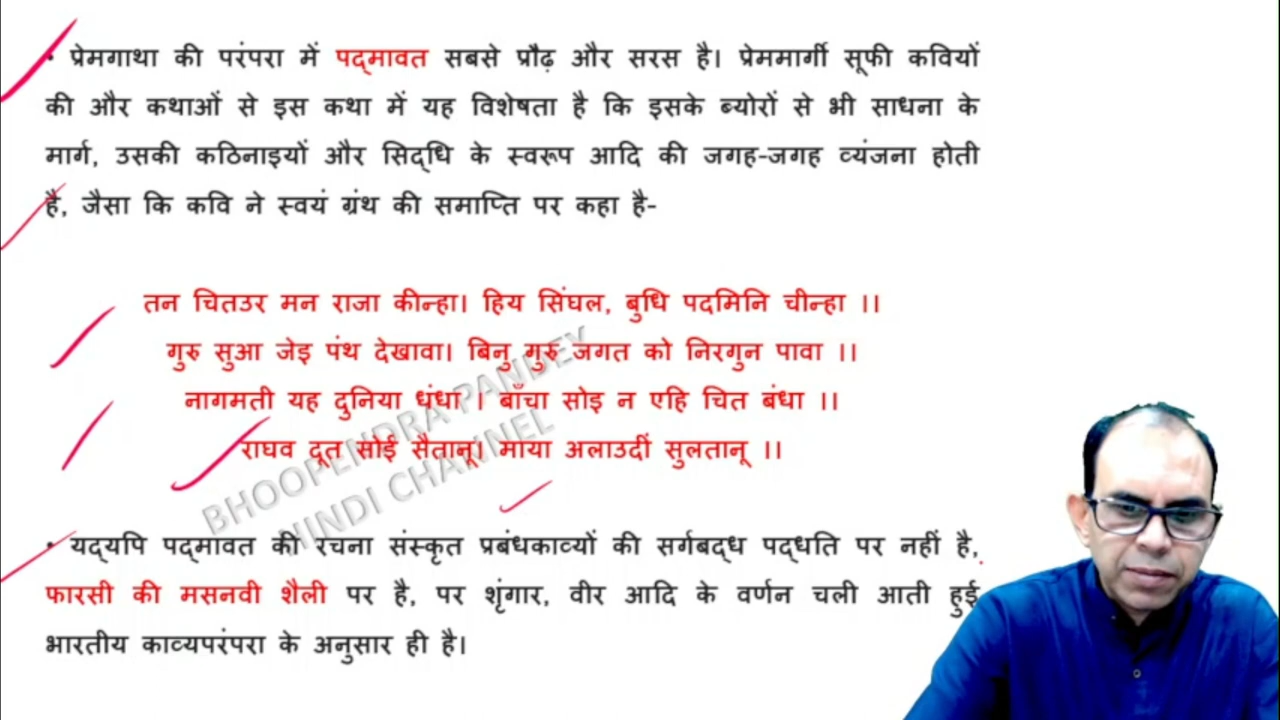 • प्रेमगाथा की परंपरा में पद्मावत सबसे प्रौढ़ और सरस है। प्रेममार्गी सूफी कवियों
की और कथाओं से इस कथा में यह विशेषता है कि इसके ब्योरों से भी साधना के
मार्ग, उसकी कठिनाइयों और सिद्धि के स्वरूप आदि की जगह-जगह व्यंजना होती
है, जैसा कि कवि ने स्वयं ग्रंथ की समाप्ति पर कहा है-
तन चितउर मन राजा कीन्हा। हिय सिंघल, बुधि पदमिनि चीन्हा ।।
गुरु सुआ जेइ पंथ देखावा। बिनु गुरु जगत को निरगुन पावा ।।
नागमती यह दुनिया धंधा । बाँचा सोइ न एहि चित बंधा ।।
राघव दूत सोई सैतानू। माया अलाउदीं सुलतानू ।।
BHOOPENDRA PANDEY
HINDI CHANNEL
• यद्यपि पद्मावत की रचना संस्कृत प्रबंधकाव्यों की सर्गबद्ध पद्धति पर नहीं है,
फारसी की मसनवी शैली पर है, पर शृंगार, वीर आदि के वर्णन चली आती हुई
भारतीय काव्यपरंपरा के अनुसार ही है।